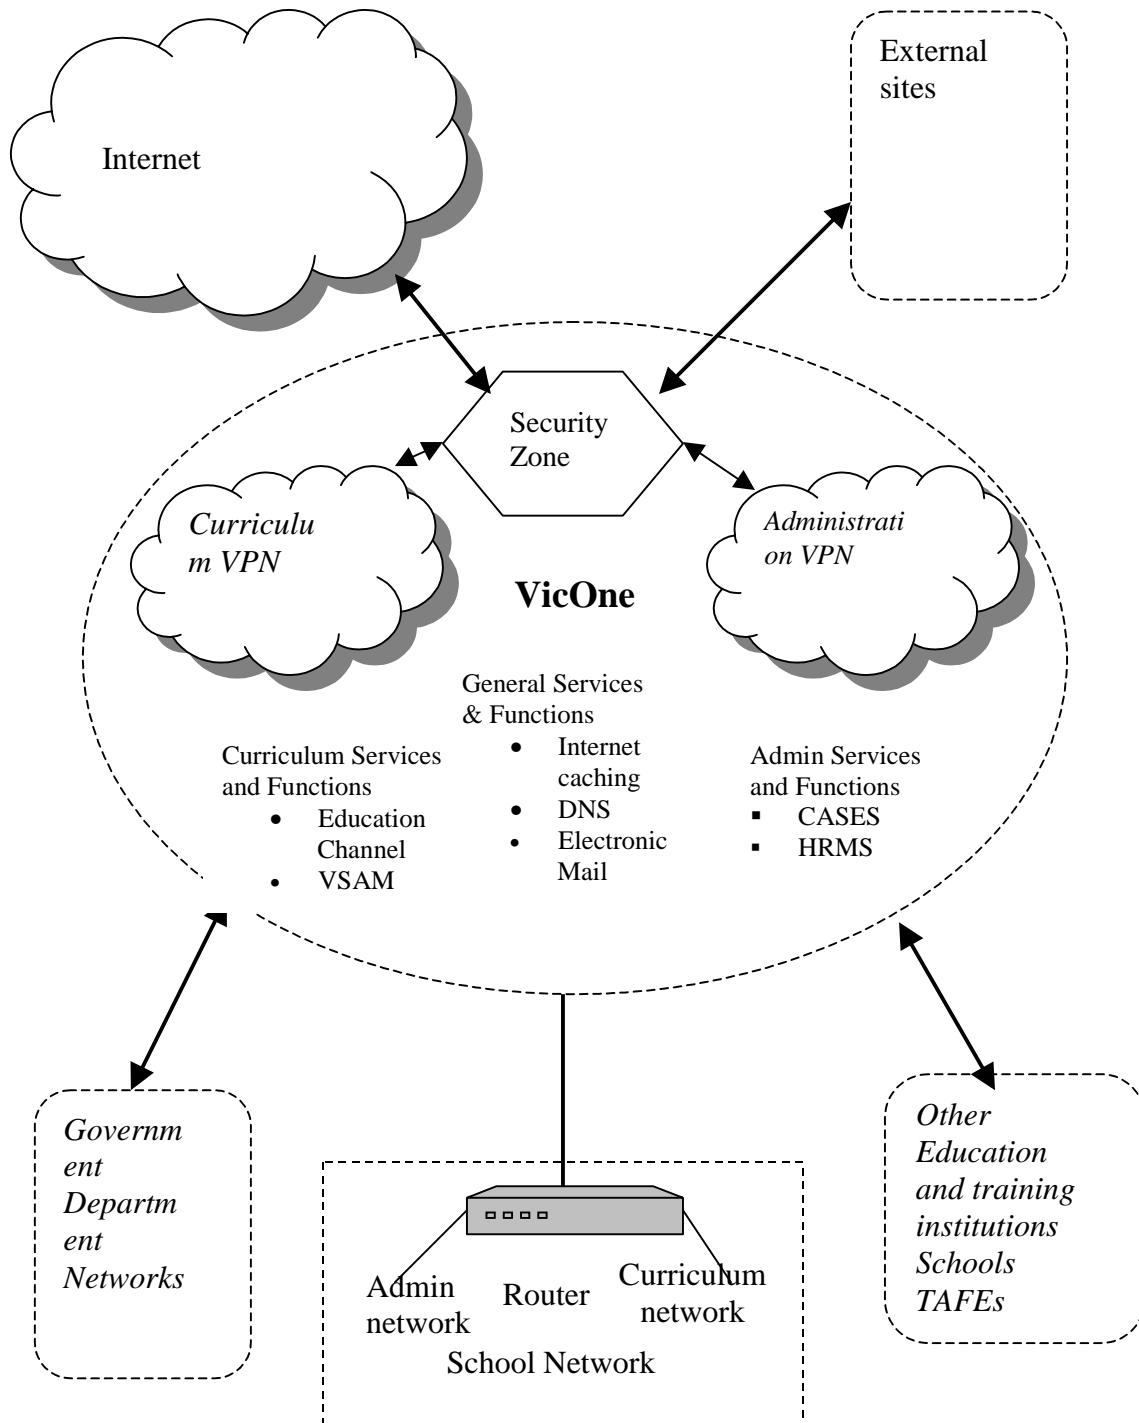 Internet
External
sites
Security
Zone
Curriculu
m VPN
Administrati
on VPN
VicOne
General Services
& Functions
• Internet
caching
• DNS
• Electronic
Mail
Curriculum Services
and Functions
• Education
Channel
• VSAM
Admin Services
and Functions
▪ CASES
▪ HRMS
Governm
ent
Departm
ent
Networks
Admin
network
Router
Curriculum
network
School Network
Other
Education
and training
institutions
Schools
TAFEs